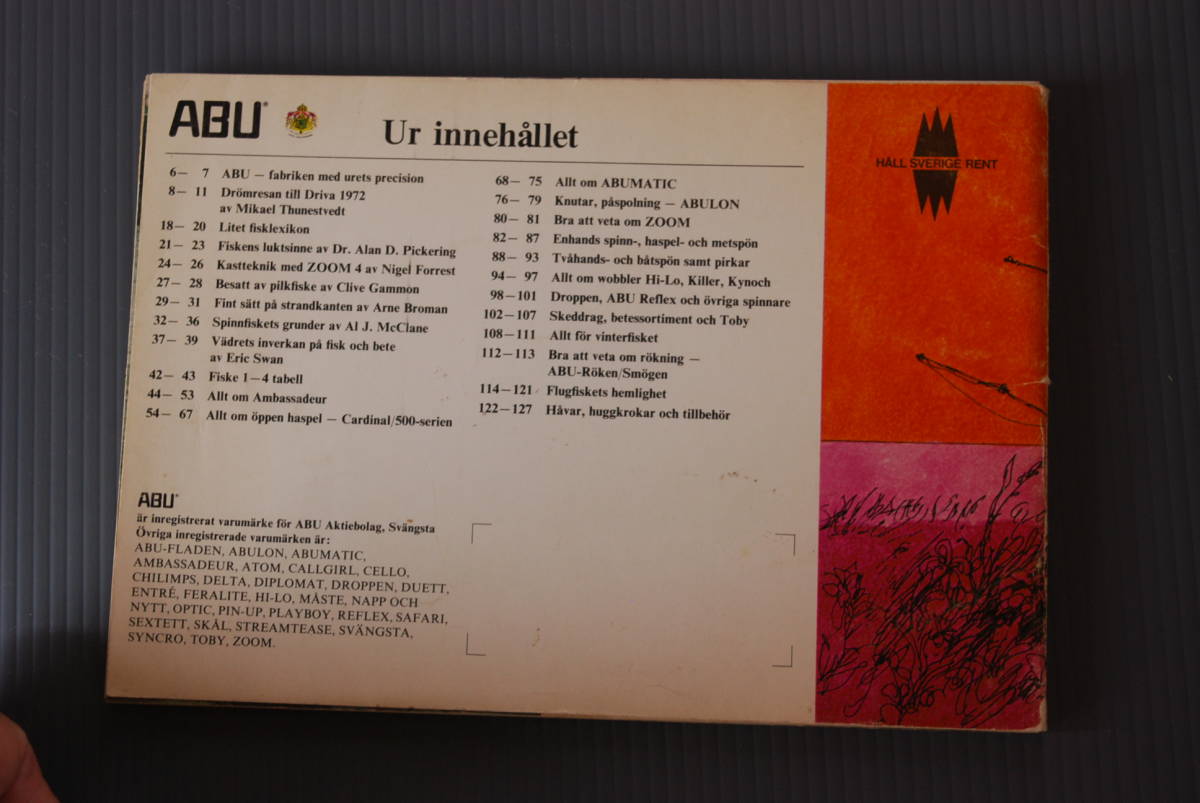 ABU®
Ur innehållet
6— 7 ABU — fabriken med urets precision
8— 11 Drömresan till Driva 1972
av Mikael Thunestvedt
18— 20 Litet fisklexikon
21— 23 Fiskens luktsinne av Dr. Alan D. Pickering
24— 26 Kastteknik med ZOOM 4 av Nigel Forrest
27— 28 Besatt av pilkfiske av Clive Gammon
29— 31 Fint sätt på strandkanten av Arne Broman
32— 36 Spinnfiskets grunder av Al J. McClane
37— 39 Vädrets inverkan på fisk och bete
av Eric Swan
42— 43 Fiske 1—4 tabell
44— 53 Allt om Ambassadeur
54— 67 Allt om öppen haspel — Cardinal/500-serien
68— 75 Allt om ABUMATIC
76— 79 Knutar, påspolning — ABULON
80— 81 Bra att veta om ZOOM
82— 87 Enhands spinn-, haspel- och metspön
88— 93 Tvåhands- och båtspön samt pirkar
94— 97 Allt om wobbler Hi-Lo, Killer, Kynoch
98—101 Droppen, ABU Reflex och övriga spinnare
102—107 Skeddrag, betessortiment och Toby
108—111 Allt för vinterfisket
112—113 Bra att veta om rökning —
ABU-Röken/Smögen
114—121 Flugfiskets hemlighet
122—127 Håvar, huggkrokar och tillbehör
ABU®
är inregistrerat varumärke för ABU Aktiebolag, Svängsta
Övriga inregistrerade varumärken är:
ABU-FLADEN, ABULON, ABUMATIC,
AMBASSADEUR, ATOM, CALLGIRL, CELLO,
CHILIMPS, DELTA, DIPLOMAT, DROPPEN, DUETT,
ENTRÉ, FERALITE, HI-LO, MÅSTE, NAPP OCH
NYTT, OPTIC, PIN-UP, PLAYBOY, REFLEX, SAFARI,
SEXTETT, SKÅL, STREAMTEASE, SVÄNGSTA,
SYNCRO, TOBY, ZOOM.
HÅLL SVERIGE RENT